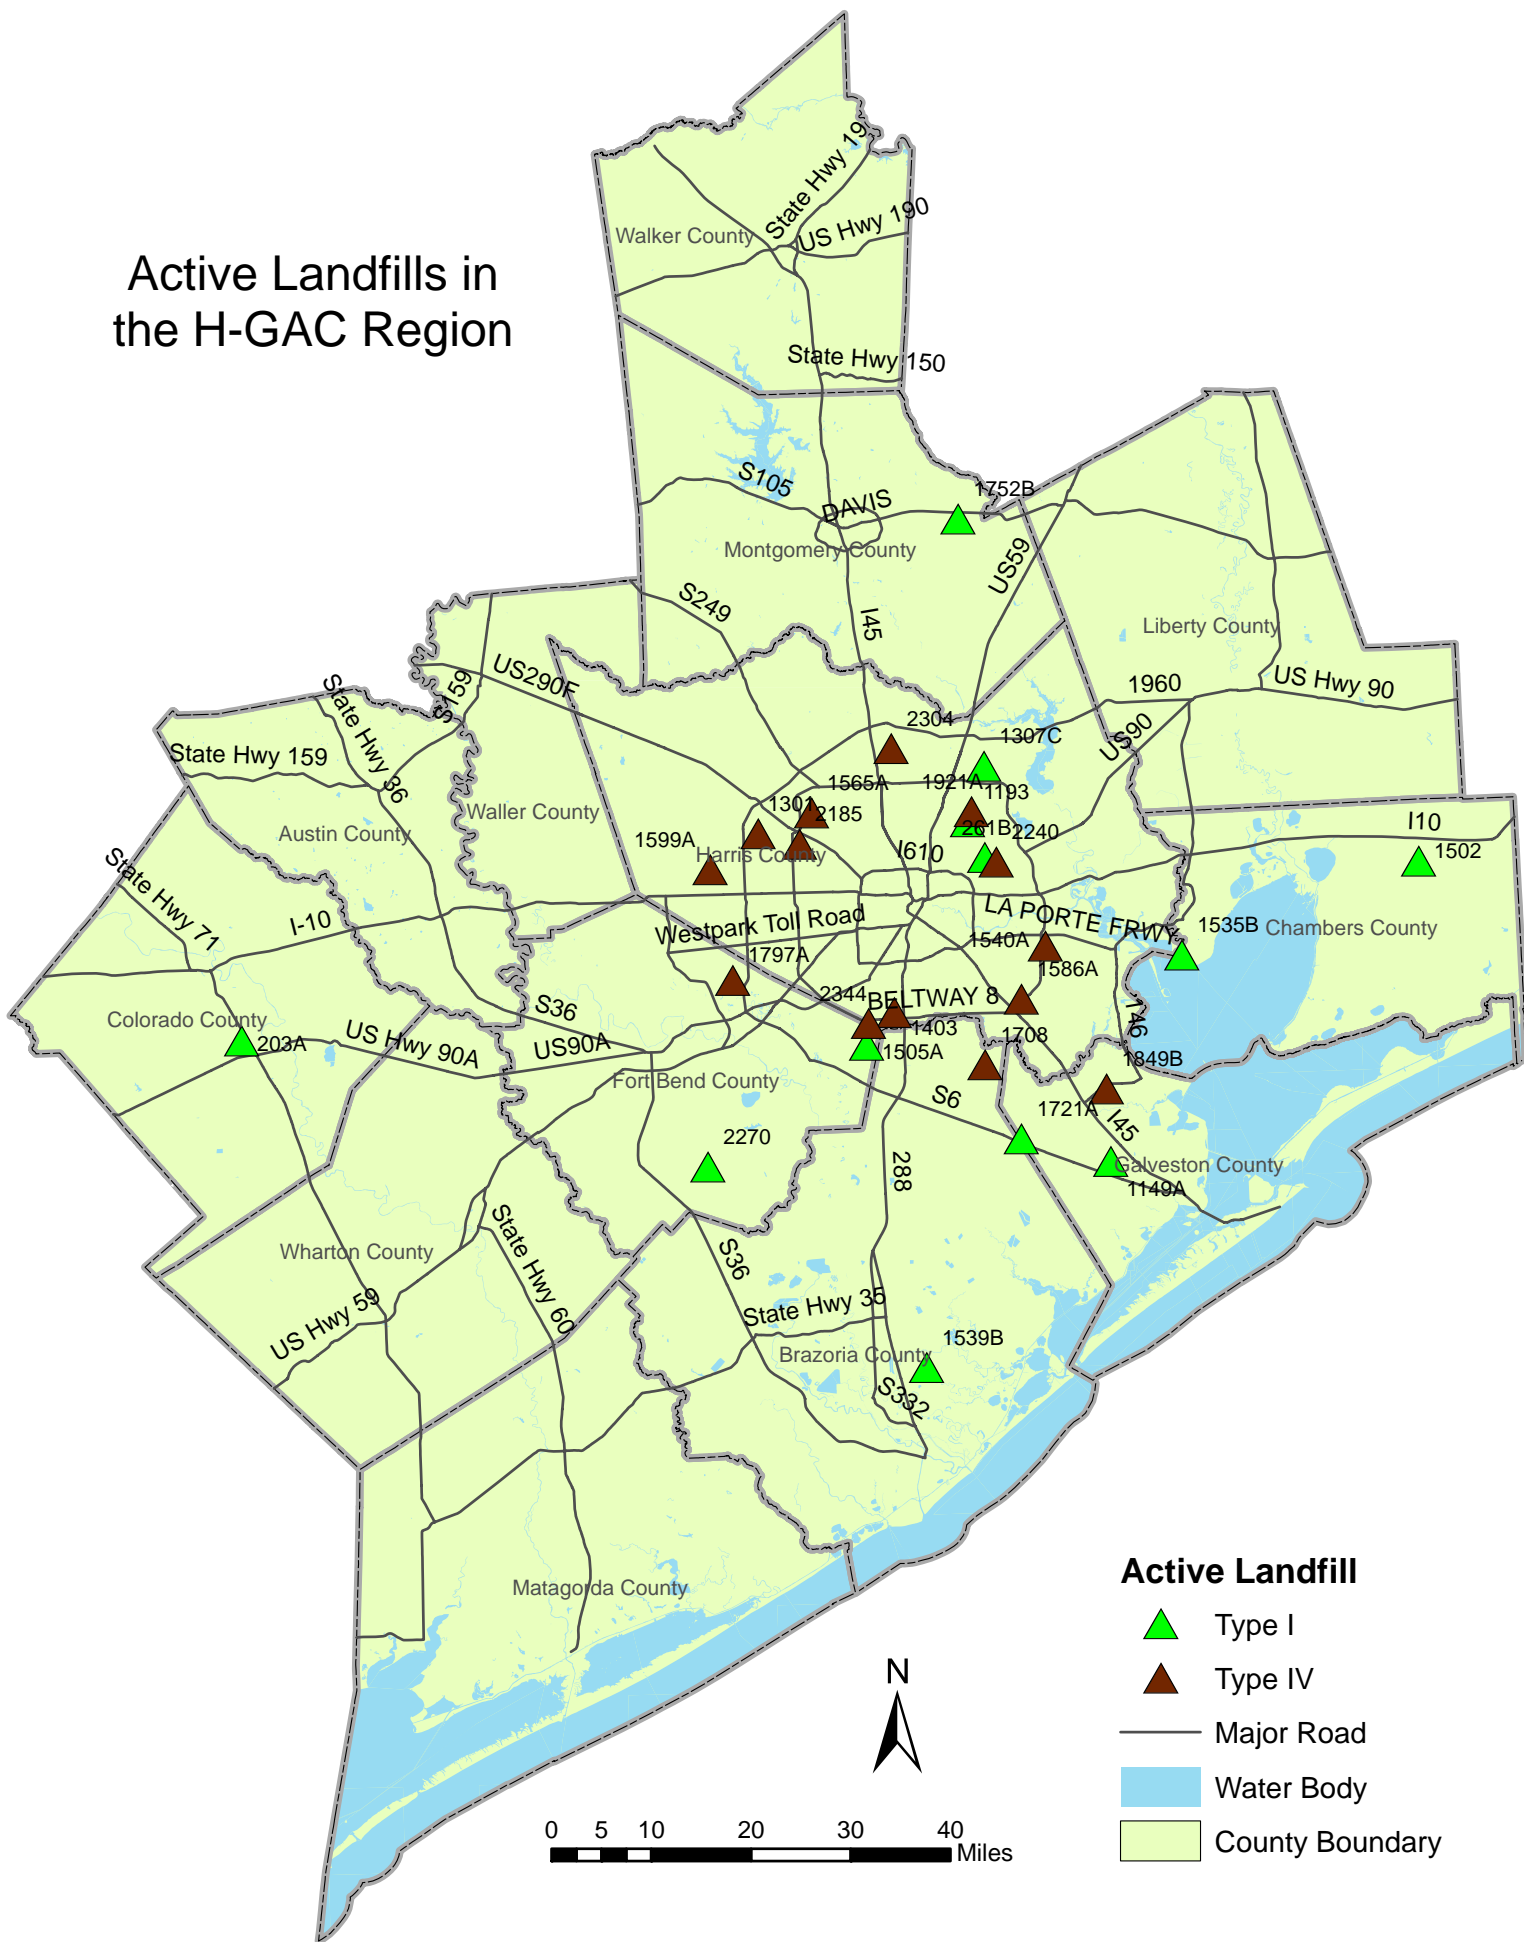 Active Landfills in
the H-GAC Region
State Hwy 19
Walker County
US Hwy 190
State Hwy 150
S105
DAVIS
1752B
Montgomery County
US59
S249
I45
Liberty County
US290F
S 159
State Hwy 36
1960
US Hwy 90
2304
1307C
US90
State Hwy 159
1565A
1921A
1193
Waller County
1301
2185
Austin County
261B
2240
I10
1599A
Harris County
I610
1502
State Hwy 71
I-10
Westpark Toll Road
LA PORTE FRWY
1535B
Chambers County
1540A
1797A
1586A
2344
BELTWAY 8
S36
Colorado County
203A
US Hwy 90A
US90A
1403
1708
146
1505A
1849B
Fort Bend County
S6
1721A
I45
2270
288
Galveston County
1149A
Wharton County
State Hwy 60
S36
US Hwy 59
State Hwy 35
1539B
Brazoria County
S332
Matagorda County
Active Landfill
Type I
Type IV
Major Road
Water Body
County Boundary
N
0 5 10 20 30 40
Miles